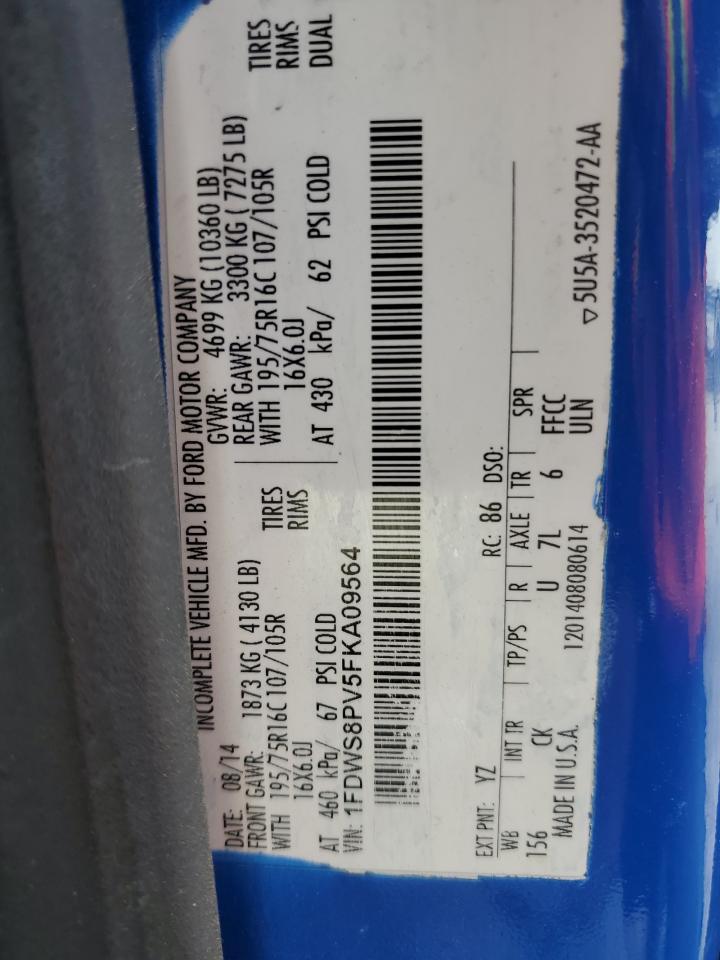 INCOMPLETE VEHICLE MFD. BY FORD MOTOR COMPANY
DATE: 08/14 GVWR: 4699 KG (10360 LB)
FRONT GAWR: 1873 KG ( 4130 LB) REAR GAWR: 3300 KG ( 7275 LB)
WITH 195/75R16C 107/105R TIRES WITH 195/75R16C 107/105R TIRES
16X6.0J RIMS 16X6.0J RIMS
AT 460 kPa/ 67 PSI COLD AT 430 kPa/ 62 PSI COLD DUAL
VIN: 1FDWS8PV5FKA09564
EXT PNT: YZ RC: 86 DSO:
WB INT TR TP/PS R AXLE TR SPR
156 CK U 7L 6 FFCC
MADE IN U.S.A. 1201408080614 ULN
▽ 5U5A-3520472-AA